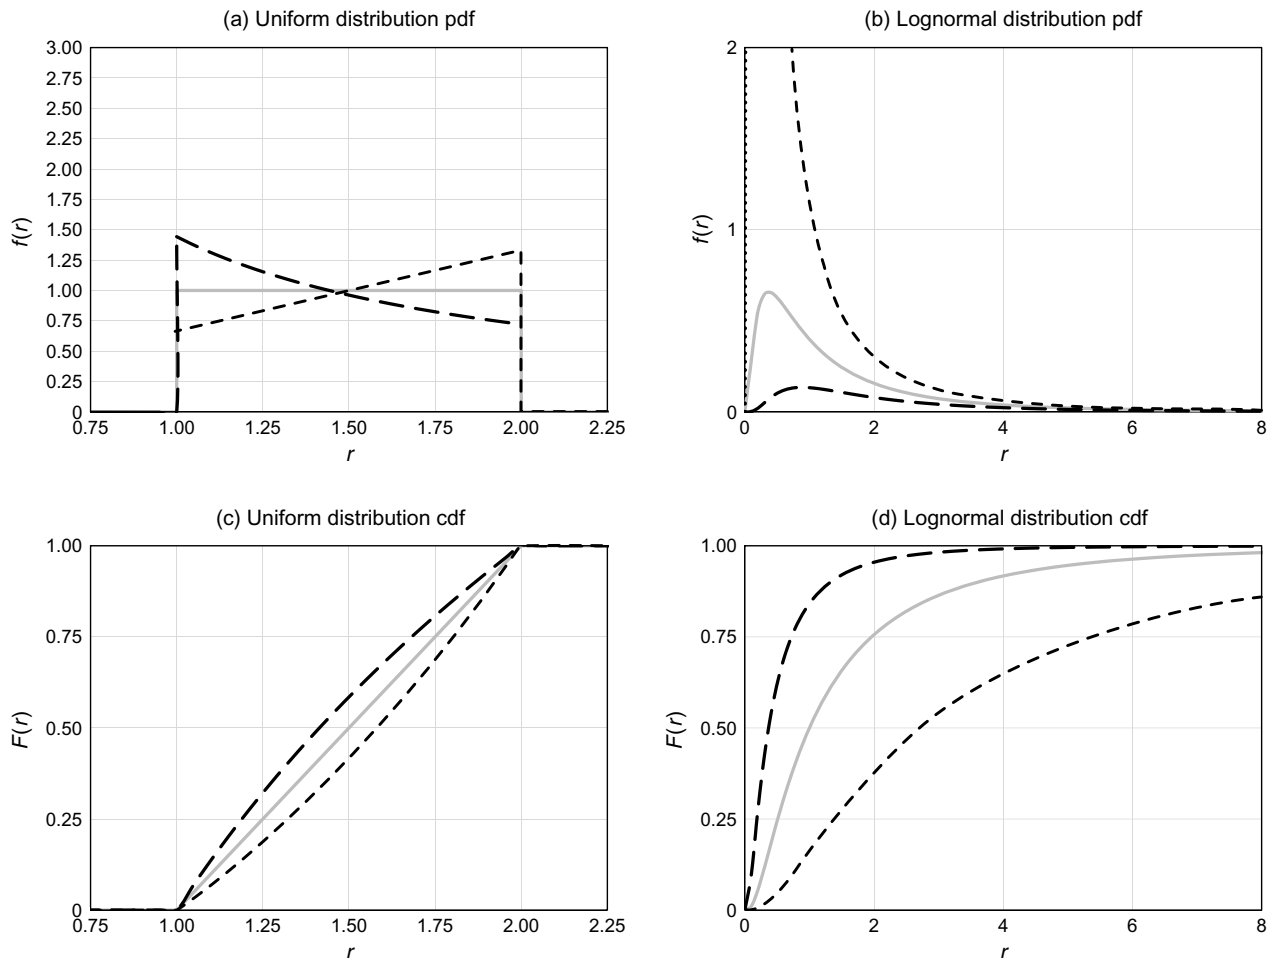 (a) Uniform distribution pdf
3.00
2.75
2.50
2.25
2.00
1.75
1.50
1.25
1.00
0.75
0.50
0.25
0
f(r)
0.75 1.00 1.25 1.50 1.75 2.00 2.25
r
(b) Lognormal distribution pdf
2
1
0
f(r)
0 2 4 6 8
r
(c) Uniform distribution cdf
1.00
0.75
0.50
0.25
0
F(r)
0.75 1.00 1.25 1.50 1.75 2.00 2.25
r
(d) Lognormal distribution cdf
1.00
0.75
0.50
0.25
0
F(r)
0 2 4 6 8
r